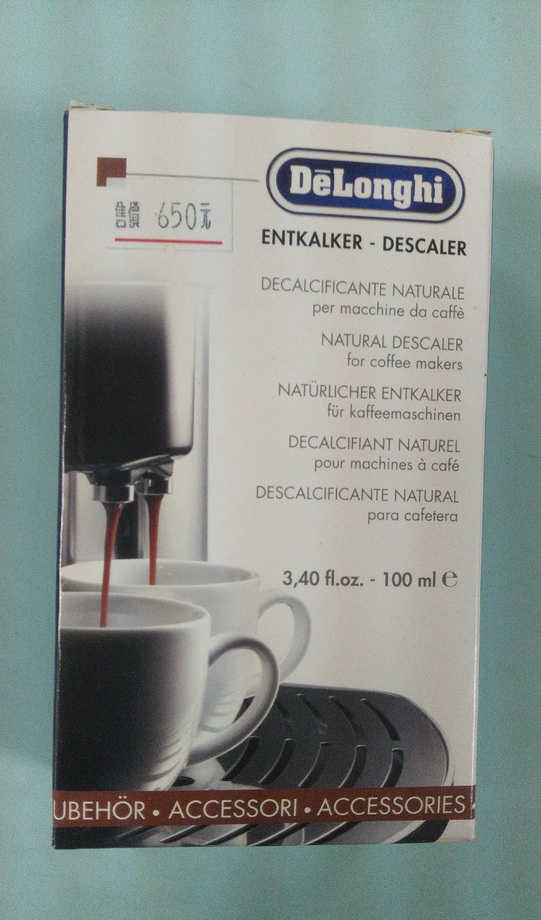 DēLonghi
售價 650元
ENTKALKER - DESCALER
DECALCIFICANTE NATURALE
per macchine da caffè
NATURAL DESCALER
for coffee makers
NATÜRLICHER ENTKALKER
für kaffeemaschinen
DECALCIFIANT NATUREL
pour machines à café
DESCALCIFICANTE NATURAL
para cafetera
3,40 fl.oz. - 100 ml ℮
UBEHÖR • ACCESSORI • ACCESSORIES